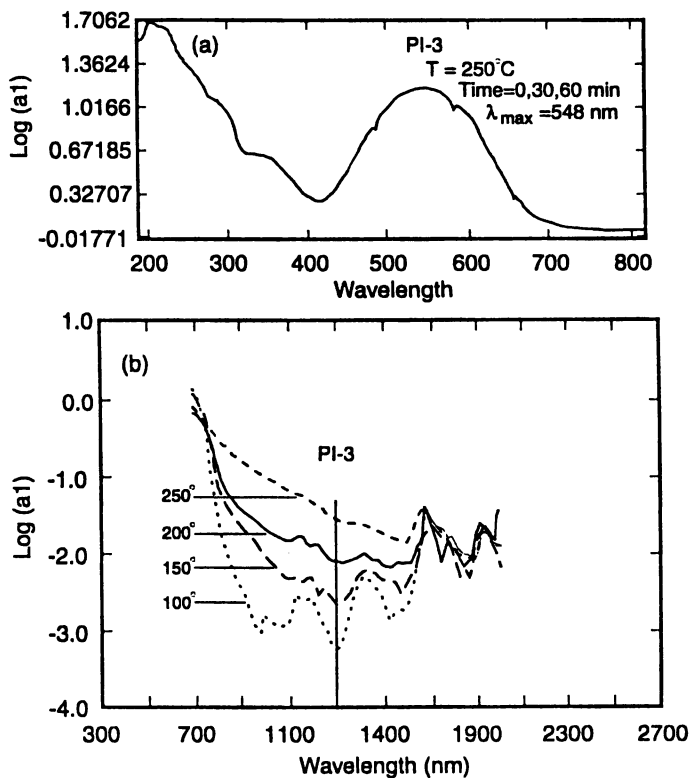 1.7062
1.3624
1.0166
0.67185
0.32707
-0.01771
Log (a1)
(a)
PI-3
T = 250°C
Time=0,30,60 min
λmax =548 nm
200 300 400 500 600 700 800
Wavelength
1.0
0.0
-1.0
-2.0
-3.0
-4.0
Log (a1)
(b)
PI-3
250°
200°
150°
100°
300 700 1100 1400 1900 2300 2700
Wavelength (nm)